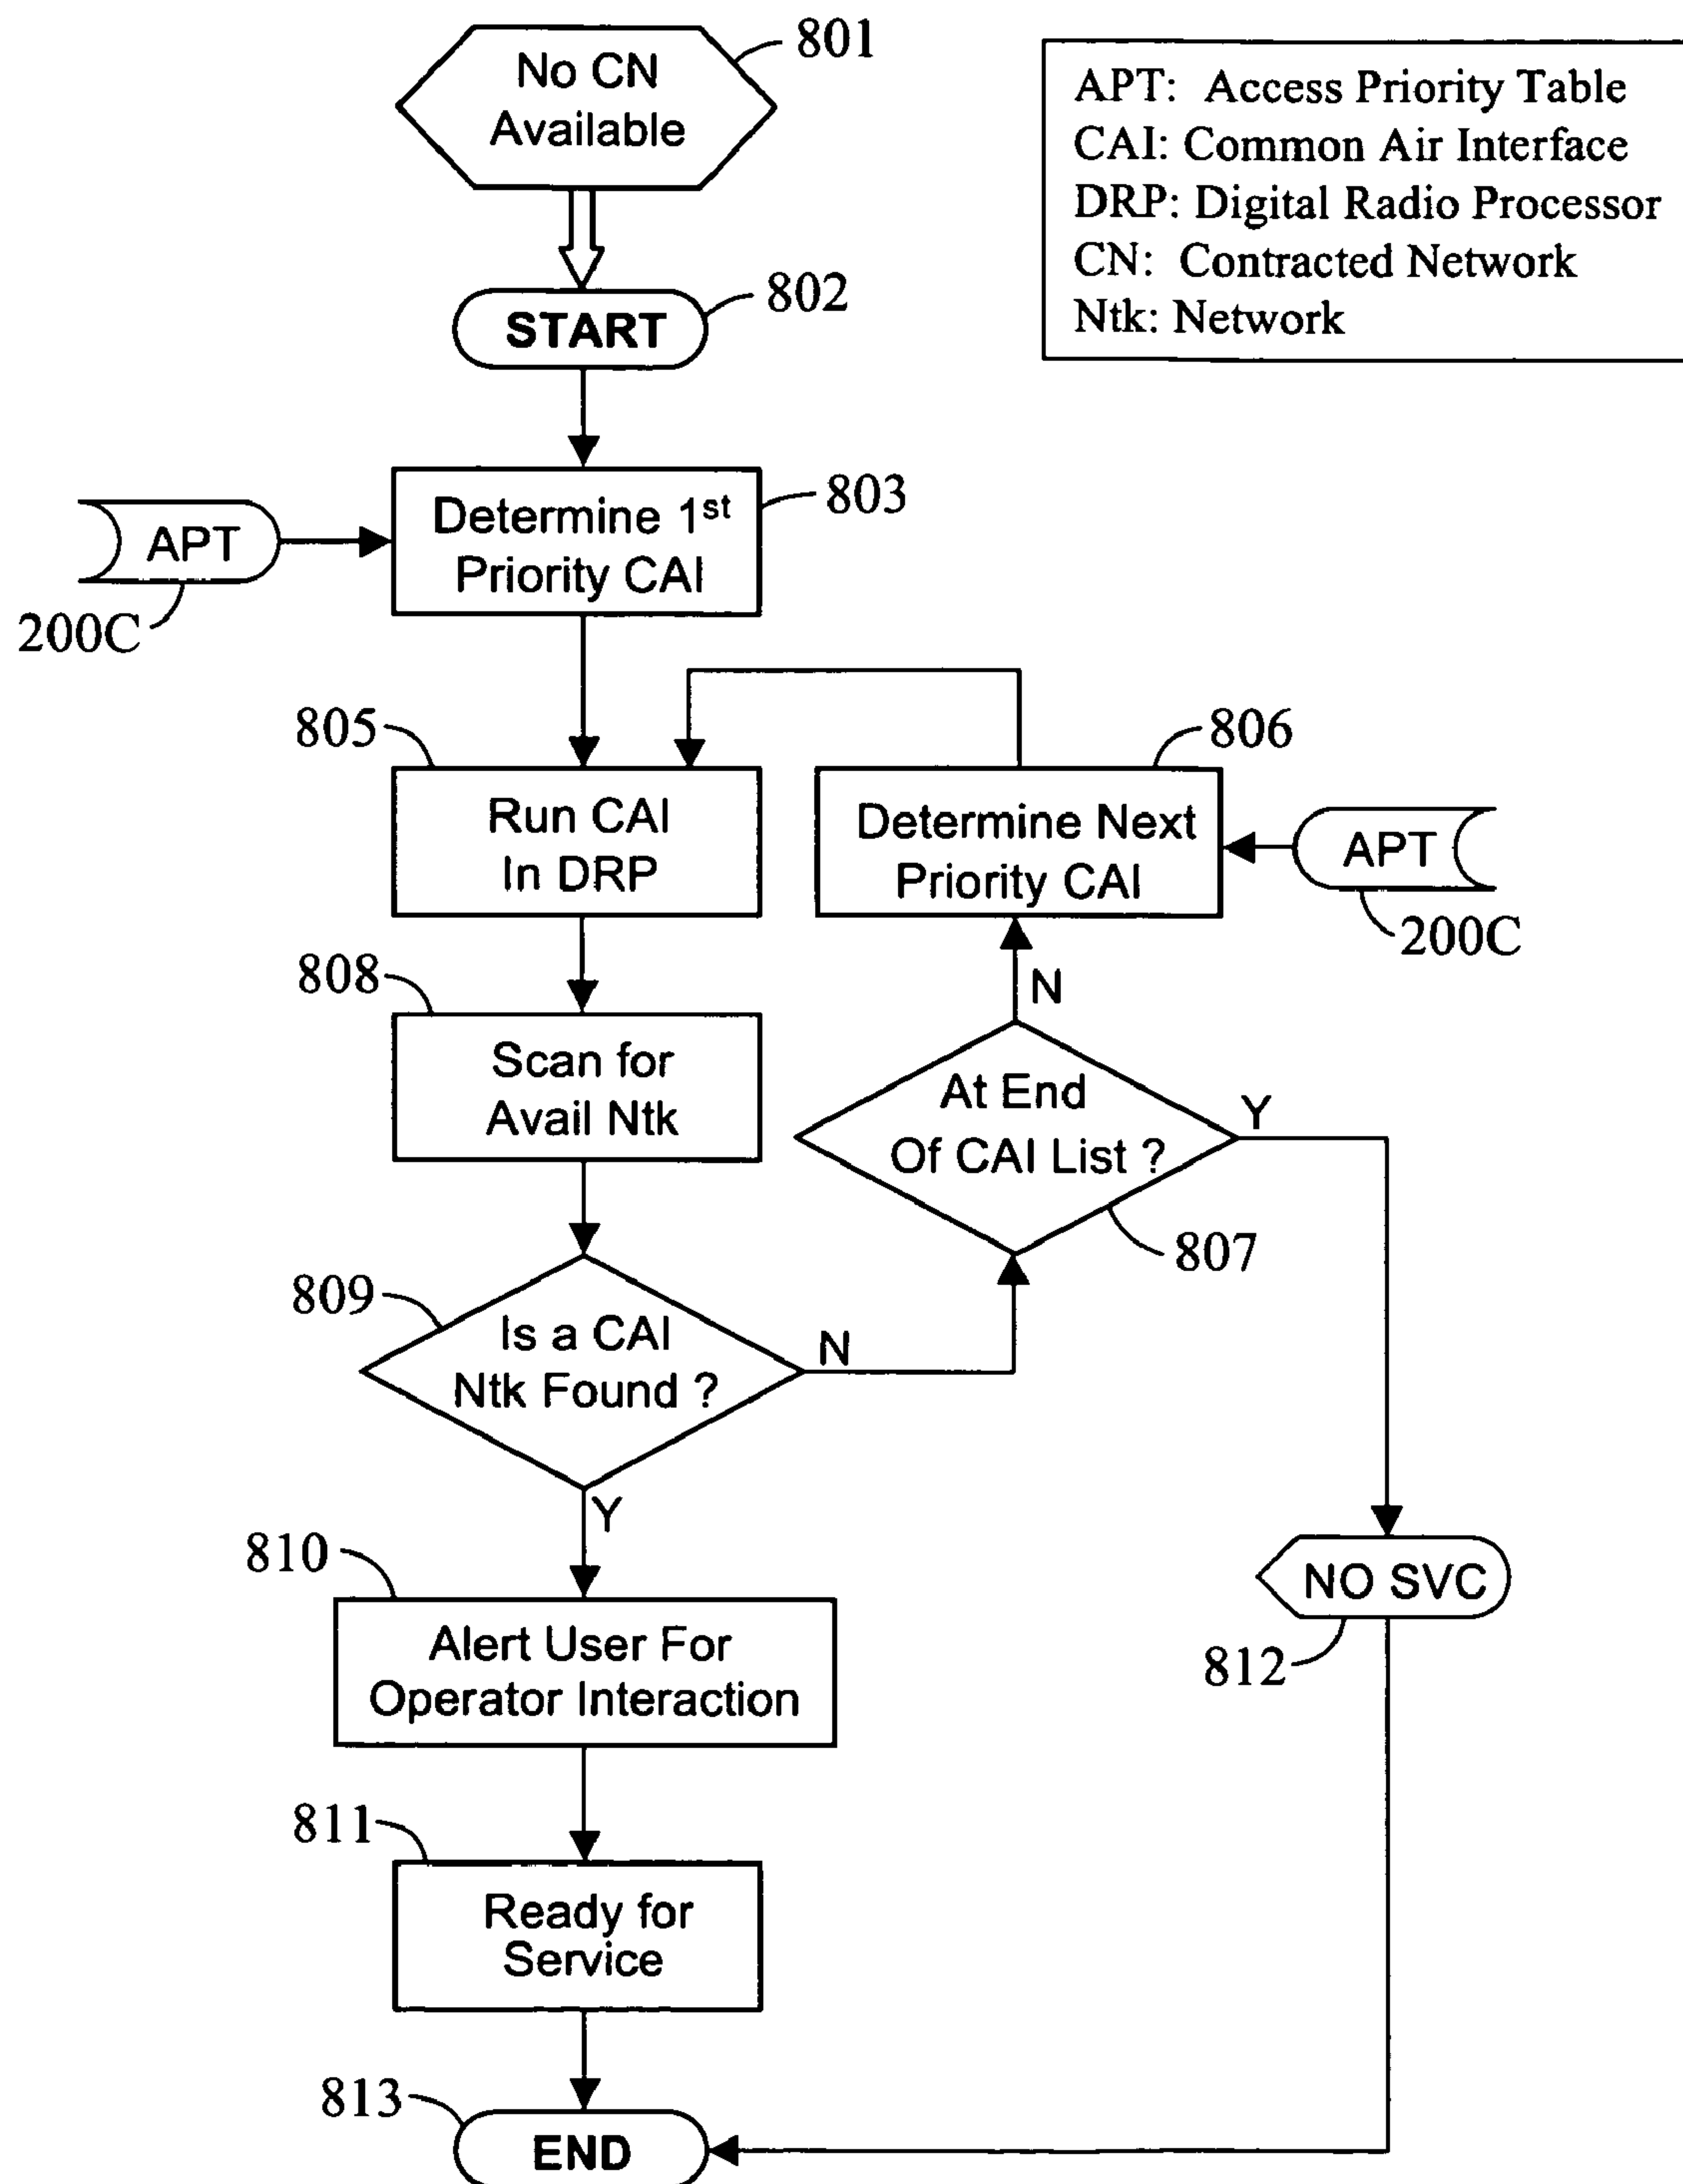 No CN
Available
801
APT: Access Priority Table
CAI: Common Air Interface
DRP: Digital Radio Processor
CN: Contracted Network
Ntk: Network
START
802
Determine 1st
Priority CAI
803
APT
200C
805
Run CAI
In DRP
806
Determine Next
Priority CAI
APT
200C
808
Scan for
Avail Ntk
N
At End
Of CAI List ?
Y
807
809
Is a CAI
Ntk Found ?
N
Y
810
Alert User For
Operator Interaction
NO SVC
812
811
Ready for
Service
813
END